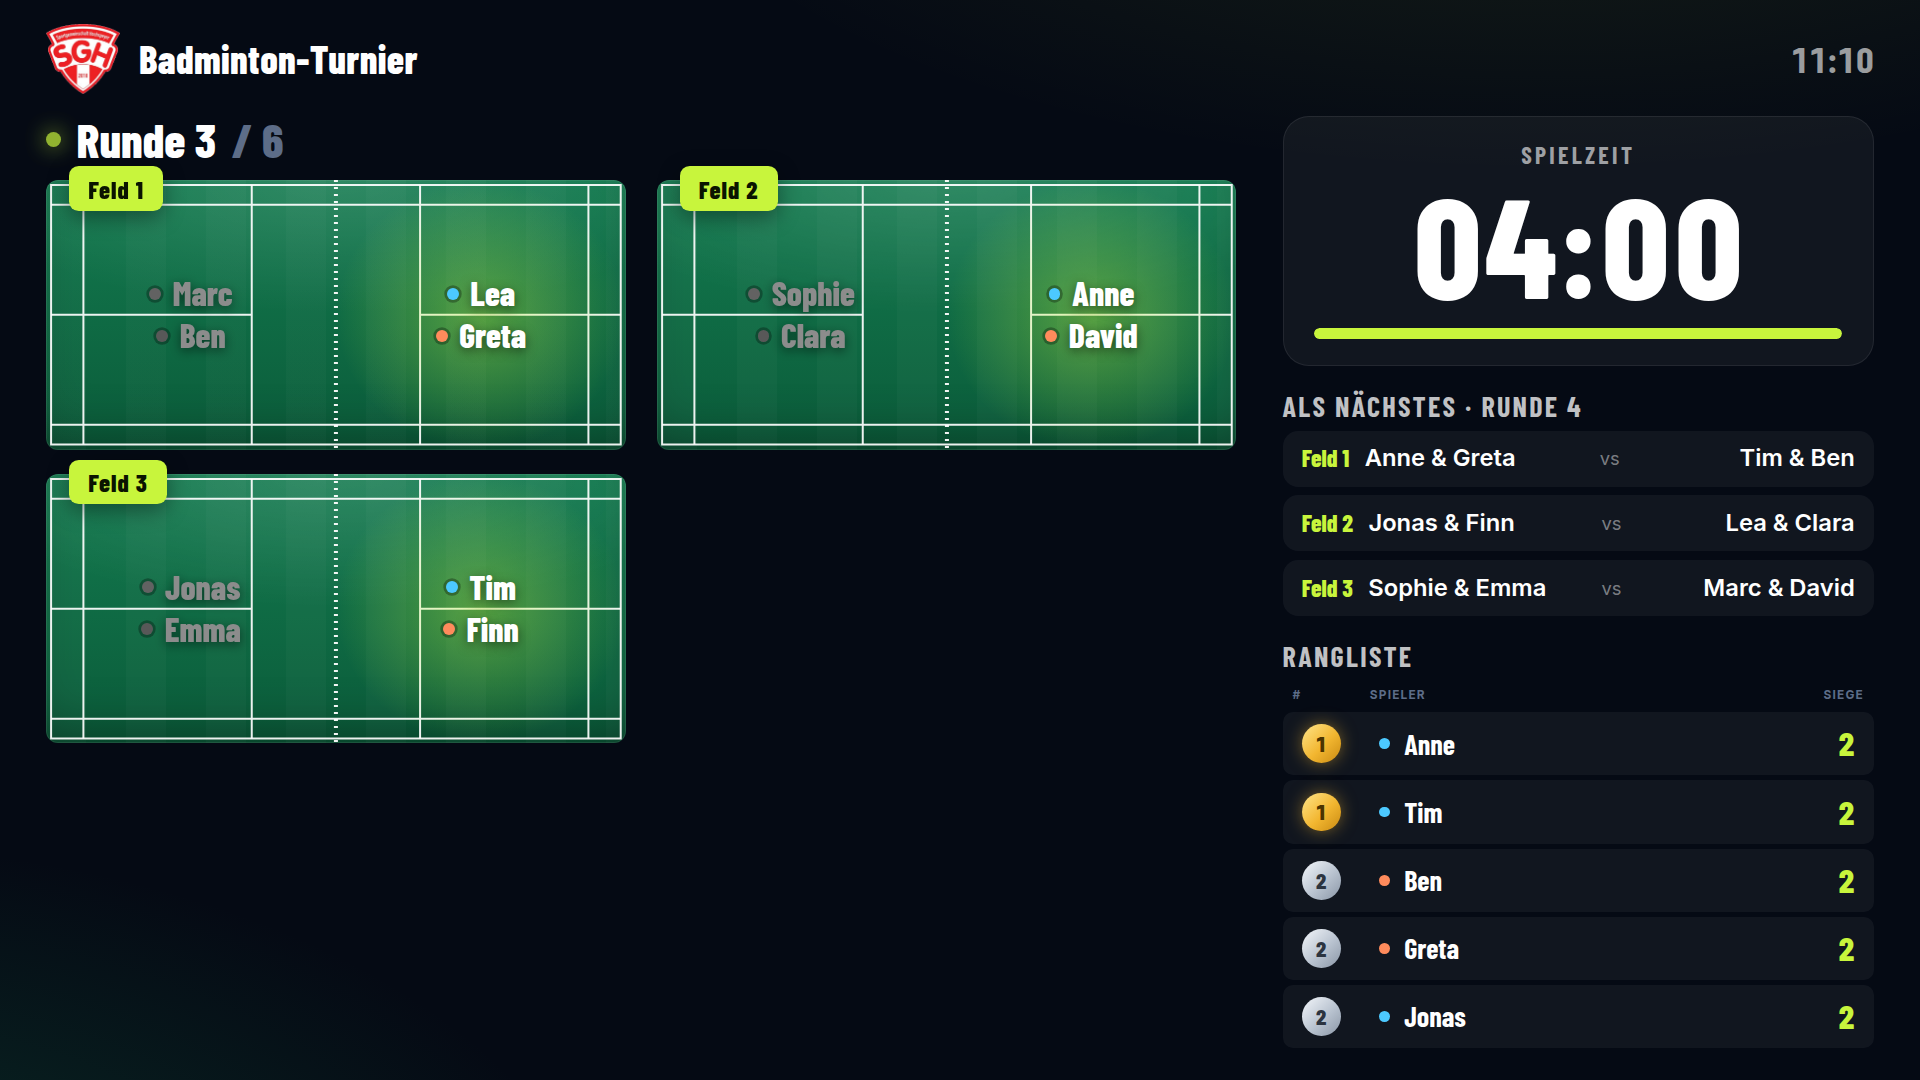 SGH
Badminton-Turnier
11:10
Runde 3 / 6
Feld 1
Marc
Ben
Lea
Greta
Feld 2
Sophie
Clara
Anne
David
Feld 3
Jonas
Emma
Tim
Finn
SPIELZEIT
04:00
ALS NÄCHSTES · RUNDE 4
Feld 1 Anne & Greta vs Tim & Ben
Feld 2 Jonas & Finn vs Lea & Clara
Feld 3 Sophie & Emma vs Marc & David
RANGLISTE
# SPIELER SIEGE
1 Anne 2
1 Tim 2
2 Ben 2
2 Greta 2
2 Jonas 2